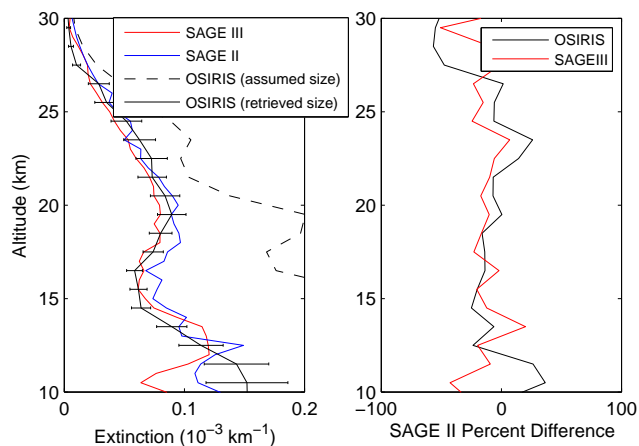 SAGE III
SAGE II
OSIRIS (assumed size)
OSIRIS (retrieved size)
30
25
20
15
10
Altitude (km)
0
0.1
0.2
Extinction (10⁻³ km⁻¹)
OSIRIS
SAGEIII
30
25
20
15
10
−100
0
100
SAGE II Percent Difference